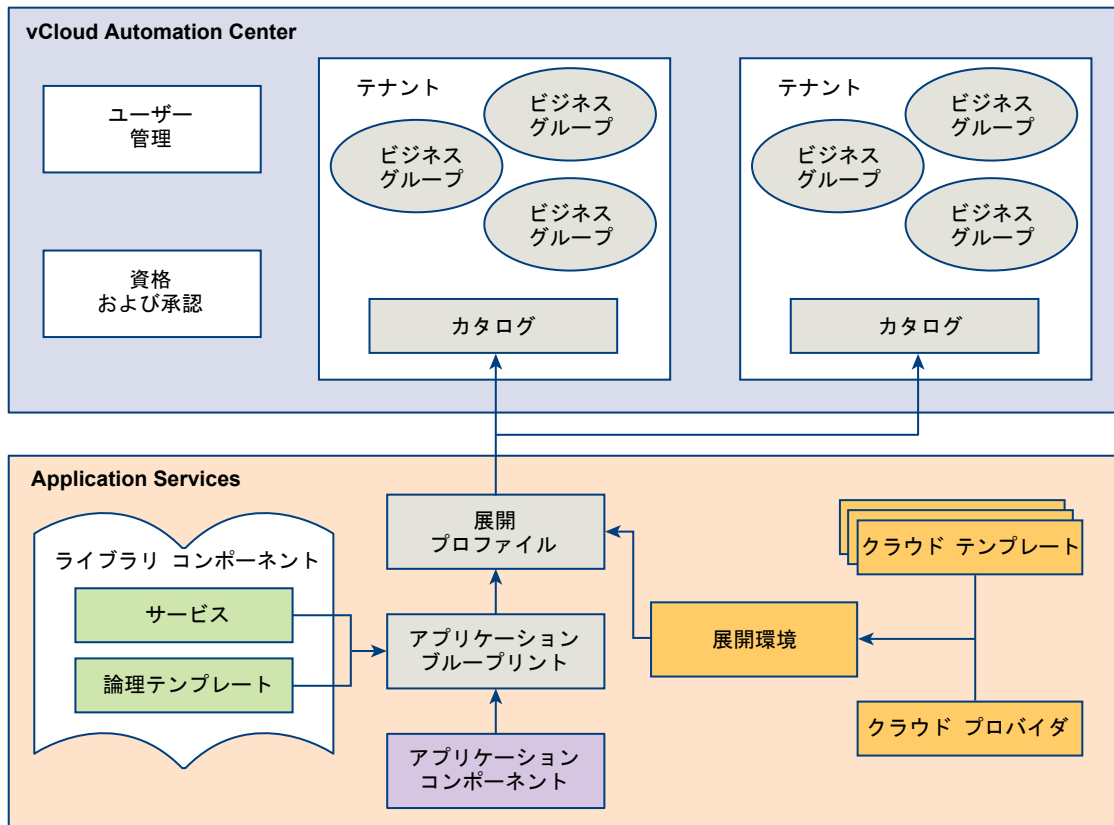 vCloud Automation Center
ユーザー
管理
資格
および承認
テナント
ビジネス
グループ
ビジネス
グループ
ビジネス
グループ
カタログ
テナント
ビジネス
グループ
ビジネス
グループ
ビジネス
グループ
カタログ
Application Services
ライブラリ コンポーネント
サービス
論理テンプレート
展開
プロファイル
アプリケーション
ブループリント
アプリケーション
コンポーネント
展開環境
クラウド テンプレート
クラウド プロバイダ